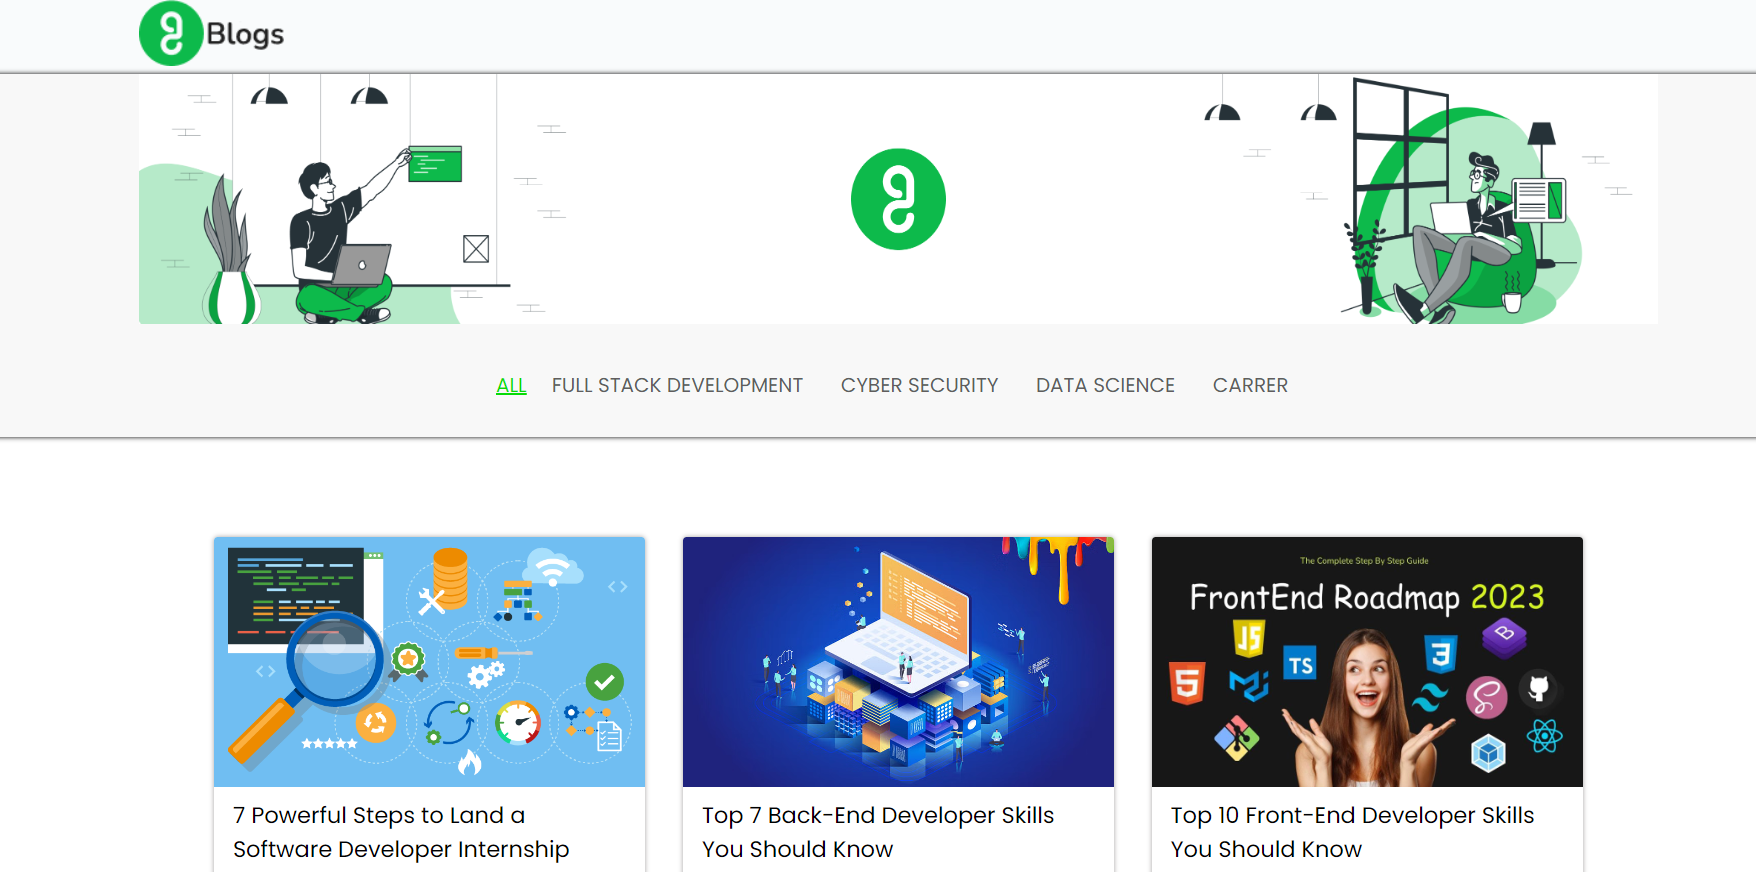 Blogs
ALL FULL STACK DEVELOPMENT CYBER SECURITY DATA SCIENCE CARRER
The Complete Step By Step Guide
FrontEnd Roadmap 2023
JS
TS
3
B
5
7 Powerful Steps to Land a
Software Developer Internship
Top 7 Back-End Developer Skills
You Should Know
Top 10 Front-End Developer Skills
You Should Know